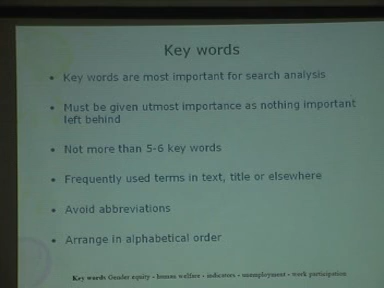 Key words
• Key words are most important for search analysis
• Must be given utmost importance as nothing important
left behind
• Not more than 5-6 key words
• Frequently used terms in text, title or elsewhere
• Avoid abbreviations
• Arrange in alphabetical order
Key words Gender equity • human welfare • indicators • unemployment • work participation